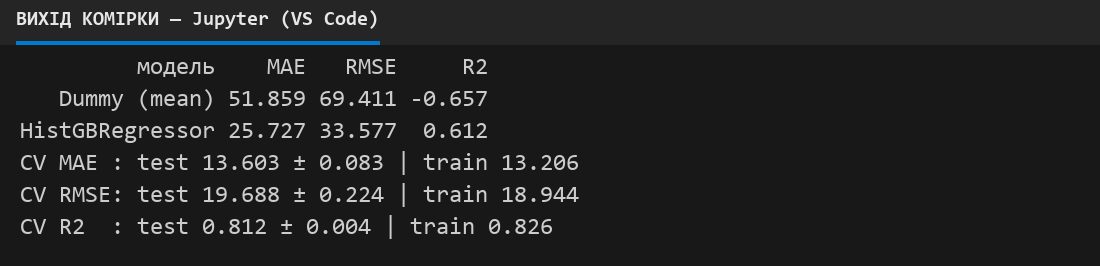 ВИХІД КОМІРКИ — Jupyter (VS Code)
модель MAE RMSE R2
Dummy (mean) 51.859 69.411 -0.657
HistGBRegressor 25.727 33.577 0.612
CV MAE : test 13.603 ± 0.083 | train 13.206
CV RMSE: test 19.688 ± 0.224 | train 18.944
CV R2 : test 0.812 ± 0.004 | train 0.826